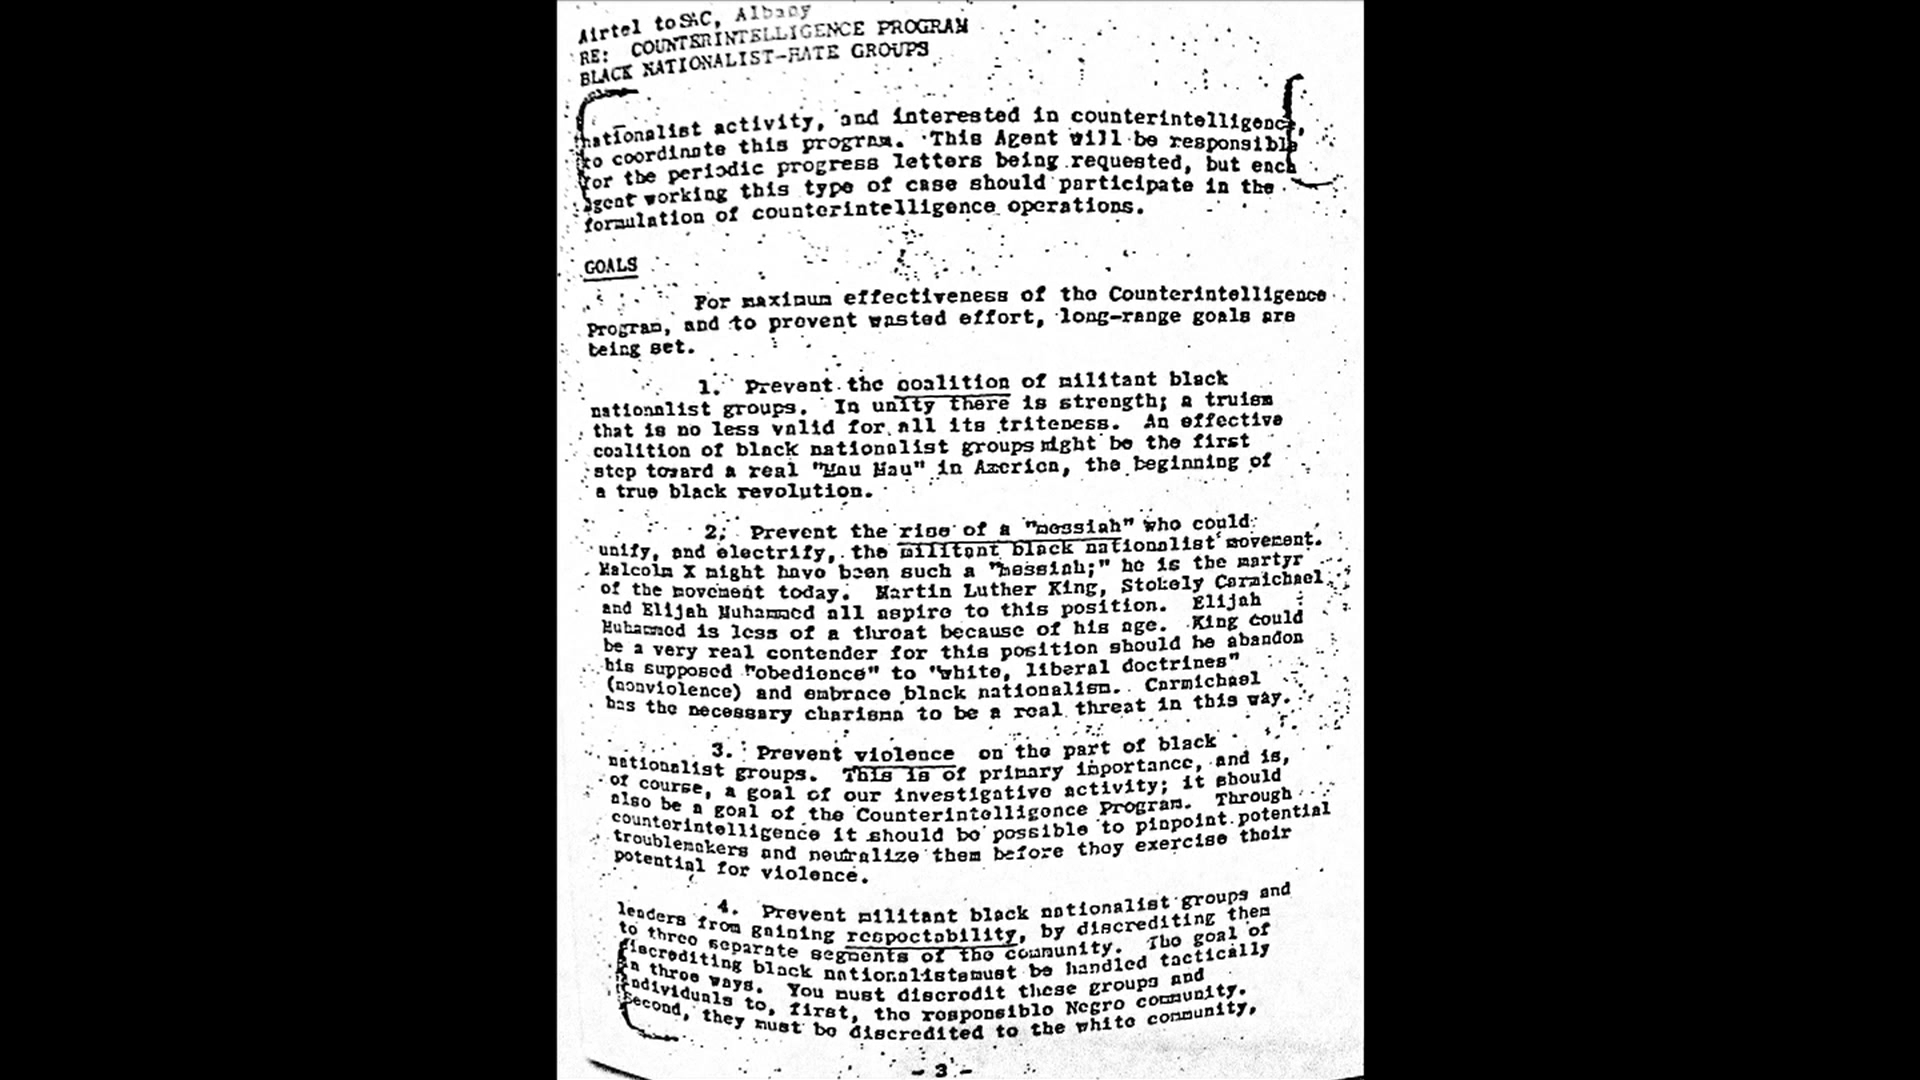 Airtel to SAC, Albany
RE: COUNTERINTELLIGENCE PROGRAM
BLACK NATIONALIST-HATE GROUPS
nationalist activity, and interested in counterintelligence,
to coordinate this program. This Agent will be responsible
for the periodic progress letters being requested, but each
Agent working this type of case should participate in the
formulation of counterintelligence operations.
GOALS
For maximum effectiveness of the Counterintelligence
Program, and to prevent wasted effort, long-range goals are
being set.
1. Prevent the coalition of militant black
nationalist groups. In unity there is strength; a truism
that is no less valid for all its triteness. An effective
coalition of black nationalist groups might be the first
step toward a real "Mau Mau" in America, the beginning of
a true black revolution.
2. Prevent the rise of a "messiah" who could
unify, and electrify, the militant black nationalist movement.
Malcolm X might have been such a "messiah;" he is the martyr
of the movement today. Martin Luther King, Stokely Carmichael
and Elijah Muhammed all aspire to this position. Elijah
Muhammed is less of a threat because of his age. King could
be a very real contender for this position should he abandon
his supposed "obedience" to "white, liberal doctrines"
(nonviolence) and embrace black nationalism. Carmichael
has the necessary charisma to be a real threat in this way.
3. Prevent violence on the part of black
nationalist groups. This is of primary importance, and is,
of course, a goal of our investigative activity; it should
also be a goal of the Counterintelligence Program. Through
counterintelligence it should be possible to pinpoint potential
troublemakers and neutralize them before they exercise their
potential for violence.
4. Prevent militant black nationalist groups and
leaders from gaining respectability, by discrediting them
to three separate segments of the community. The goal of
discrediting black nationalists must be handled tactically
in three ways. You must discredit these groups and
individuals to, first, the responsible Negro community.
Second, they must be discredited to the white community,
- 3 -